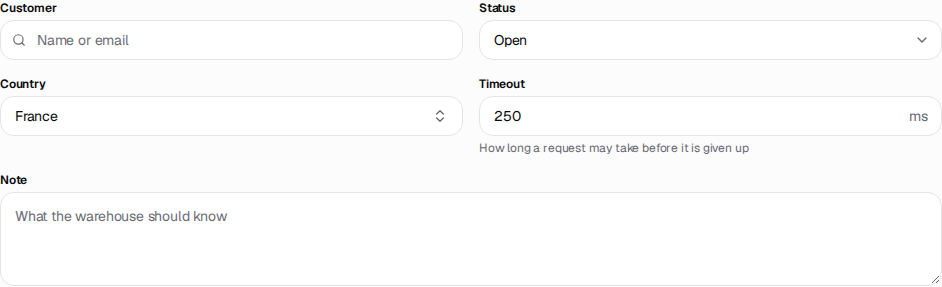 Customer
Status
Name or email
Open
Country
Timeout
France
250
ms
How long a request may take before it is given up
Note
What the warehouse should know